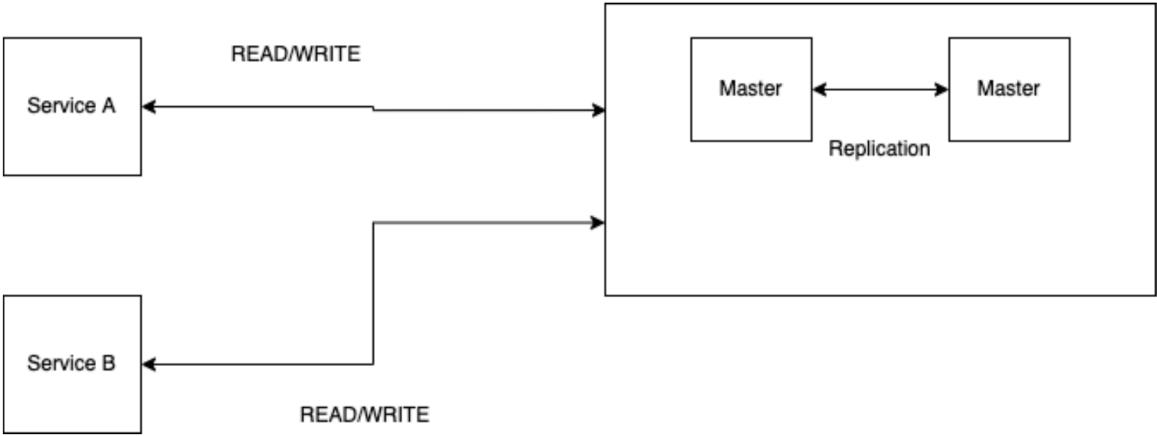 READ/WRITE
Service A
Master
Master
Replication
Service B
READ/WRITE